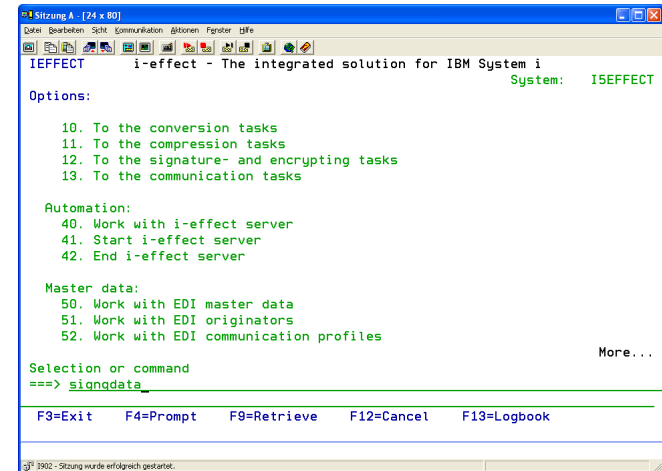 Sitzung A - [24 x 80]
Datei Bearbeiten Sicht Kommunikation Aktionen Fenster Hilfe
IEFFECT i-effect - The integrated solution for IBM System i
System: I5EFFECT
Options:
10. To the conversion tasks
11. To the compression tasks
12. To the signature- and encrypting tasks
13. To the communication tasks
Automation:
40. Work with i-effect server
41. Start i-effect server
42. End i-effect server
Master data:
50. Work with EDI master data
51. Work with EDI originators
52. Work with EDI communication profiles
More...
Selection or command
===> signgdata_
F3=Exit F4=Prompt F9=Retrieve F12=Cancel F13=Logbook
I902 - Sitzung wurde erfolgreich gestartet.